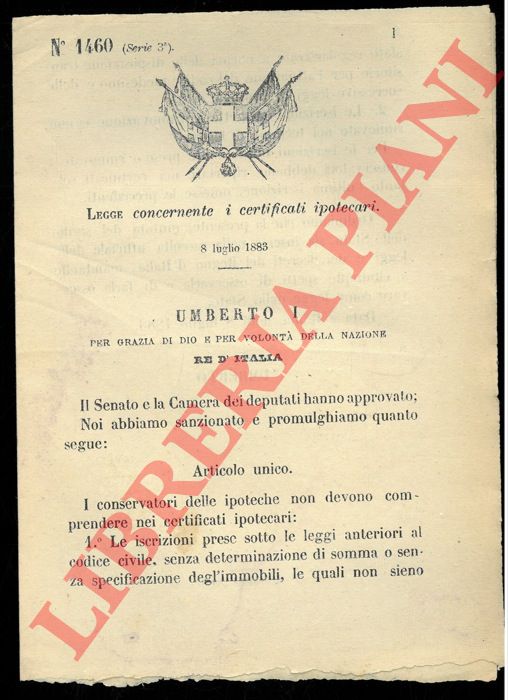 N° 1460 (Serie 3ª).
1
LEGGE concernente i certificati ipotecari.
8 luglio 1883
UMBERTO I
PER GRAZIA DI DIO E PER VOLONTÀ DELLA NAZIONE
RE D'ITALIA
Il Senato e la Camera dei deputati hanno approvato;
Noi abbiamo sanzionato e promulghiamo quanto
segue:
Articolo unico.
I conservatori delle ipoteche non devono com-
prendere nei certificati ipotecari:
1.° Le iscrizioni prese sotto le leggi anteriori al
codice civile, senza determinazione di somma o sen-
za specificazione degl'immobili, le quali non sieno
LIBRERIA PIANI